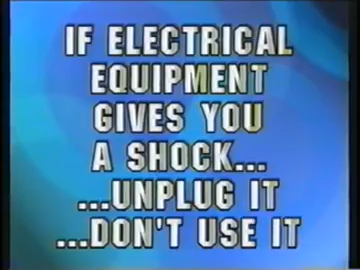 IF ELECTRICAL
EQUIPMENT
GIVES YOU
A SHOCK...
...UNPLUG IT
...DON'T USE IT